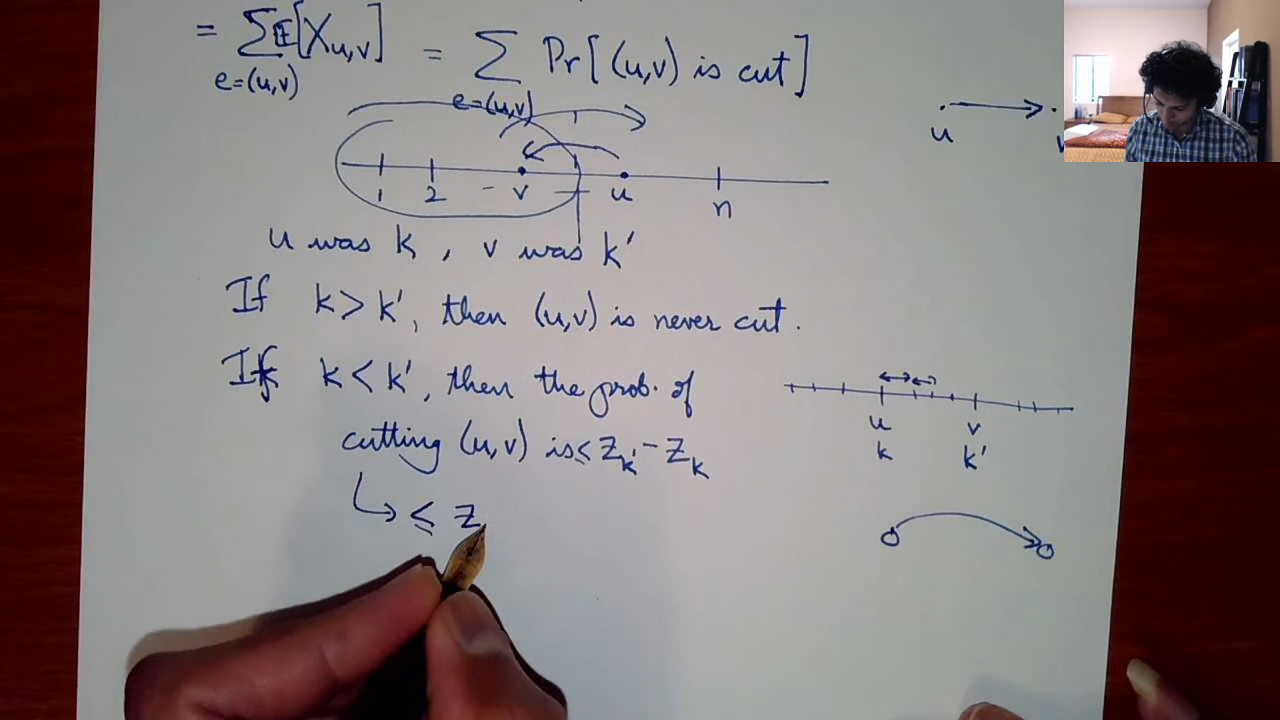 = ∑ E[X_{u,v}] = ∑ Pr[(u,v) is cut]
e=(u,v) e=(u,v)
u
1 2 - v u n
u was k, v was k'
If k > k', then (u,v) is never cut.
If k < k', then the prob. of
cutting (u,v) is ≤ z_{k'} - z_k
u v
k k'
↳ ≤ z